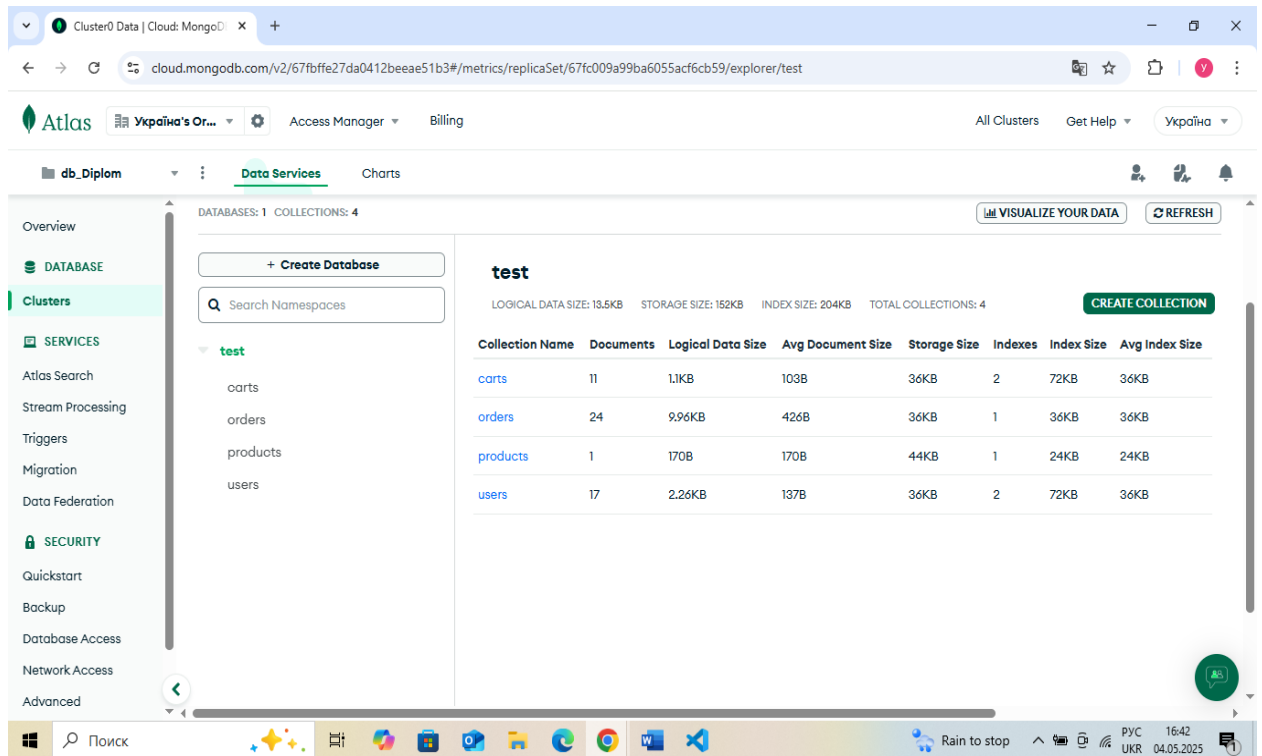 Cluster0 Data | Cloud: MongoD
cloud.mongodb.com/v2/67fbffe27da0412beeae51b3#/metrics/replicaSet/67fc009a99ba6055acf6cb59/explorer/test
y
Atlas Україна's Or... Access Manager Billing All Clusters Get Help Україна
db_Diplom Data Services Charts
Overview
DATABASE
Clusters
SERVICES
Atlas Search
Stream Processing
Triggers
Migration
Data Federation
SECURITY
Quickstart
Backup
Database Access
Network Access
Advanced
DATABASES: 1 COLLECTIONS: 4
VISUALIZE YOUR DATA REFRESH
+ Create Database
Search Namespaces
test
carts
orders
products
users
test
LOGICAL DATA SIZE: 13.5KB STORAGE SIZE: 152KB INDEX SIZE: 204KB TOTAL COLLECTIONS: 4
CREATE COLLECTION
Collection Name Documents Logical Data Size Avg Document Size Storage Size Indexes Index Size Avg Index Size
carts 11 1.1KB 103B 36KB 2 72KB 36KB
orders 24 9.96KB 426B 36KB 1 36KB 36KB
products 1 170B 170B 44KB 1 24KB 24KB
users 17 2.26KB 137B 36KB 2 72KB 36KB
Поиск
Rain to stop
РУС
UKR
16:42
04.05.2025
1